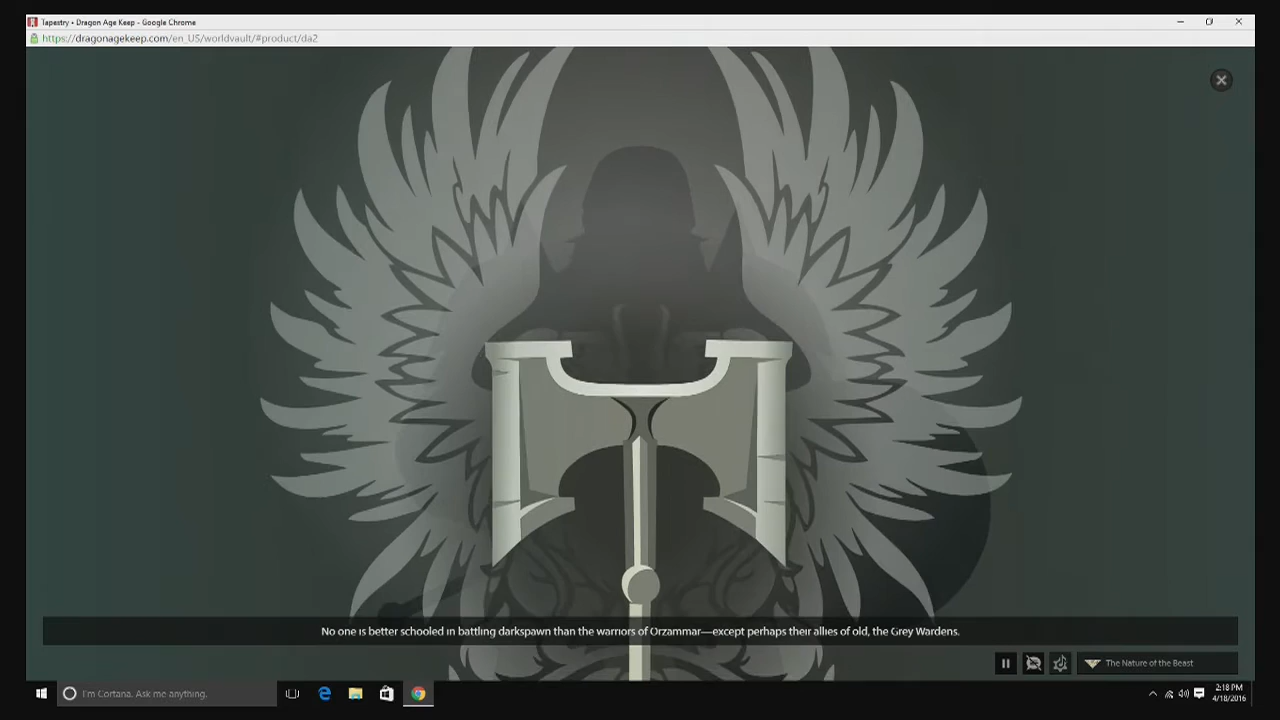 Tapestry • Dragon Age Keep - Google Chrome
https://dragonagekeep.com/en_US/worldvault/#product/da2
No one is better schooled in battling darkspawn than the warriors of Orzammar—except perhaps their allies of old, the Grey Wardens.
The Nature of the Beast
I'm Cortana. Ask me anything.
2:18 PM
4/18/2016